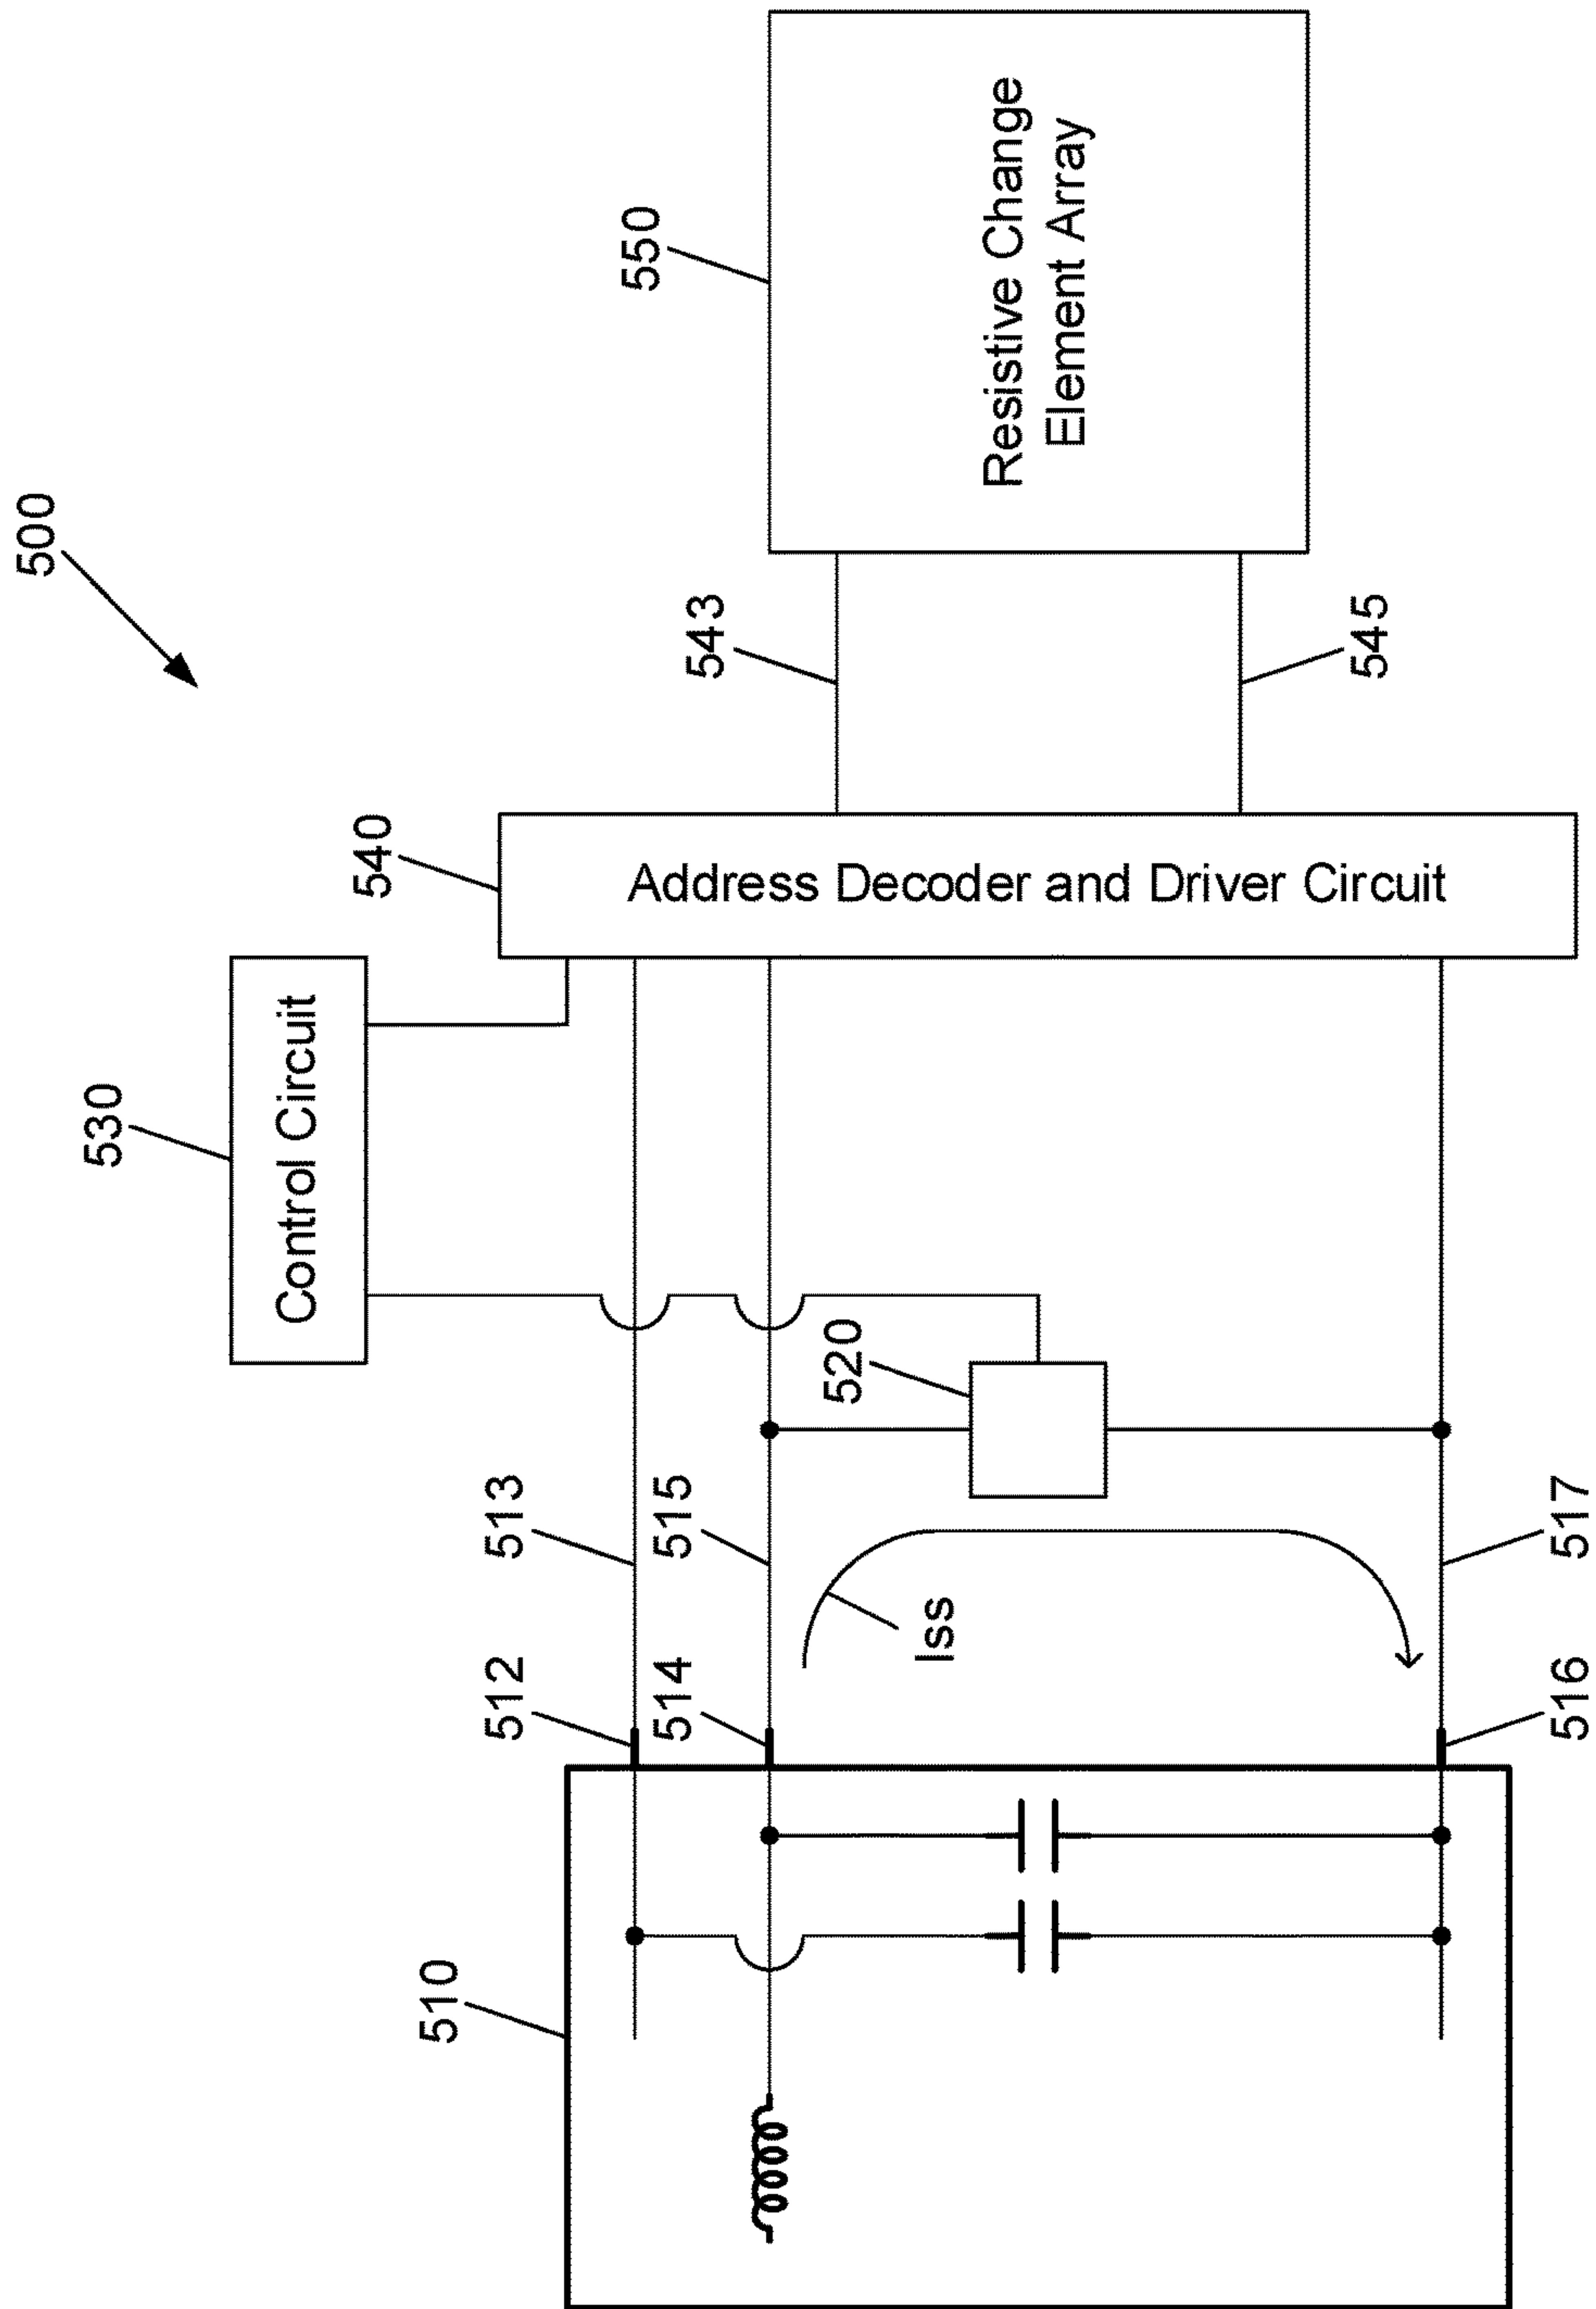 500
530
Control Circuit
540
Address Decoder and Driver Circuit
550
Resistive Change
Element Array
543
545
510
512
513
514
515
520
Iss
516
517